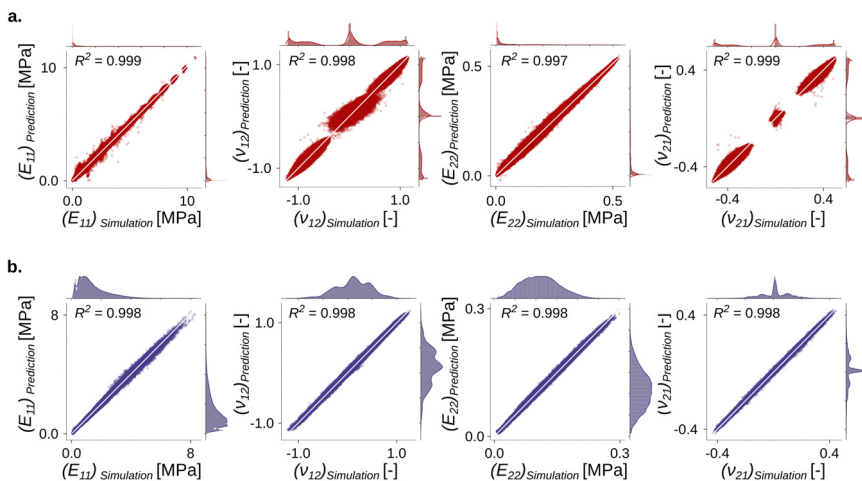 a.
R² = 0.999
R² = 0.998
R² = 0.997
R² = 0.999
(E₁₁) Prediction [MPa]
10
0.0
0.0
10
(E₁₁) Simulation [MPa]
(ν₁₂) Prediction [-]
1.0
-1.0
-1.0
1.0
(ν₁₂) Simulation [-]
(E₂₂) Prediction [MPa]
0.5
0.0
0.0
0.5
(E₂₂) Simulation [MPa]
(ν₂₁) Prediction [-]
0.4
-0.4
-0.4
0.4
(ν₂₁) Simulation [-]
b.
R² = 0.998
R² = 0.998
R² = 0.998
R² = 0.998
(E₁₁) Prediction [MPa]
8
0.0
0.0
8
(E₁₁) Simulation [MPa]
(ν₁₂) Prediction [-]
1.0
-1.0
-1.0
1.0
(ν₁₂) Simulation [-]
(E₂₂) Prediction [MPa]
0.3
0.0
0.0
0.3
(E₂₂) Simulation [MPa]
(ν₂₁) Prediction [-]
0.4
-0.4
-0.4
0.4
(ν₂₁) Simulation [-]